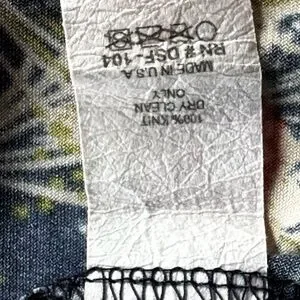 100% KNIT
DRY CLEAN
ONLY
MADE IN U.S.A
RN # DSF-104